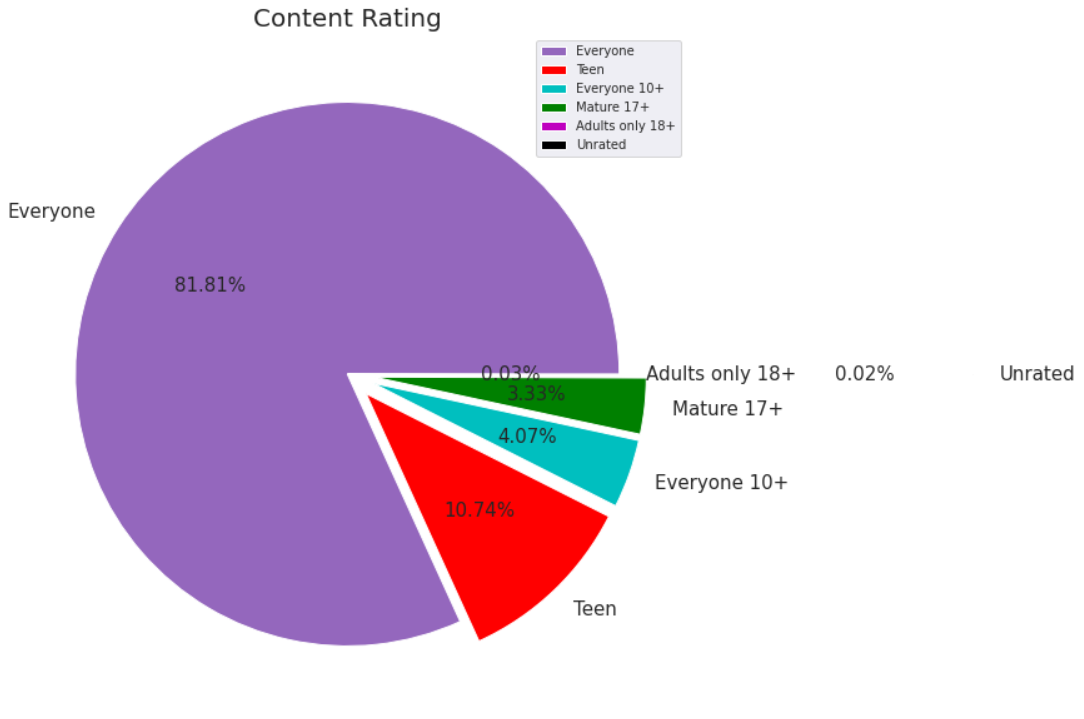 Content Rating
Everyone
Teen
Everyone 10+
Mature 17+
Adults only 18+
Unrated
Everyone
81.81%
0.03%
Adults only 18+
0.02%
Unrated
3.33%
Mature 17+
4.07%
Everyone 10+
10.74%
Teen